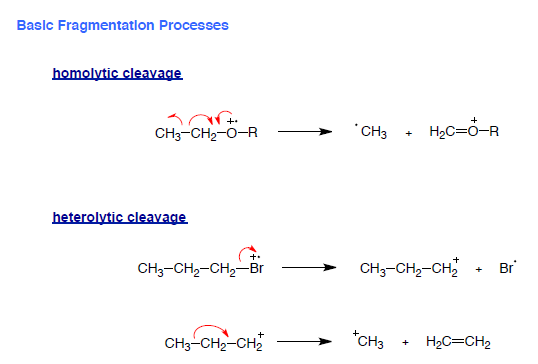 Basic Fragmentation Processes
homolytic cleavage
CH₃–CH₂–O⁺•–R → •CH₃ + H₂C=O⁺–R
heterolytic cleavage
CH₃–CH₂–CH₂–Br⁺• → CH₃–CH₂–CH₂⁺ + Br•
CH₃–CH₂–CH₂⁺ → ⁺CH₃ + H₂C=CH₂